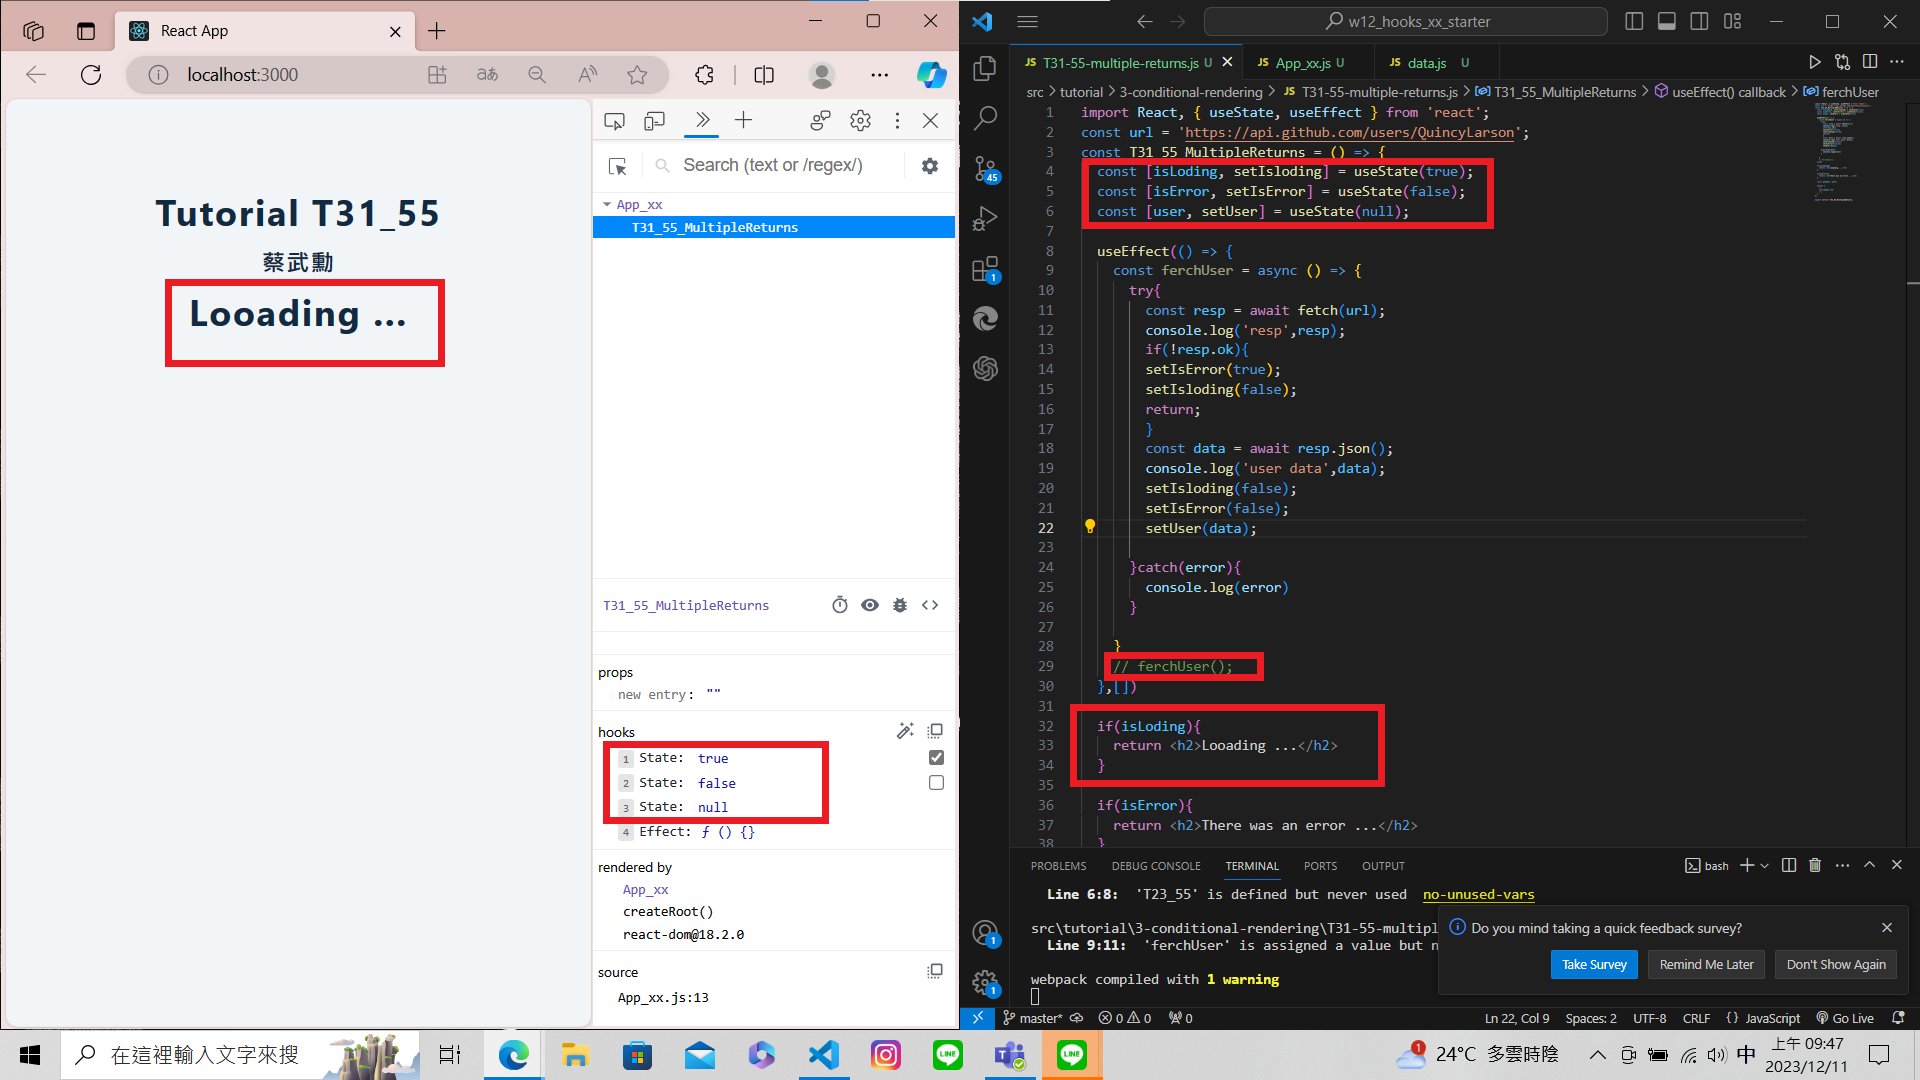 React App
localhost:3000
Tutorial T31_55
蔡武勳
Looading ...
Search (text or /regex/)
App_xx
T31_55_MultipleReturns
T31_55_MultipleReturns
props
new entry: ""
hooks
1 State: true
2 State: false
3 State: null
4 Effect: ƒ () {}
rendered by
App_xx
createRoot()
react-dom@18.2.0
source
App_xx.js:13
w12_hooks_xx_starter
JS T31-55-multiple-returns.js U
JS App_xx.js U
JS data.js U
src > tutorial > 3-conditional-rendering > JS T31-55-multiple-returns.js > T31_55_MultipleReturns > useEffect() callback > ferchUser
1 import React, { useState, useEffect } from 'react';
2 const url = 'https://api.github.com/users/QuincyLarson';
3 const T31_55_MultipleReturns = () => {
4 const [isLoding, setIsloding] = useState(true);
5 const [isError, setIsError] = useState(false);
6 const [user, setUser] = useState(null);
7
8 useEffect(() => {
9 const ferchUser = async () => {
10 try{
11 const resp = await fetch(url);
12 console.log('resp',resp);
13 if(!resp.ok){
14 setIsError(true);
15 setIsloding(false);
16 return;
17 }
18 const data = await resp.json();
19 console.log('user data',data);
20 setIsloding(false);
21 setIsError(false);
22 setUser(data);
23
24 }catch(error){
25 console.log(error)
26 }
27
28 }
29 // ferchUser();
30 },[])
31
32 if(isLoding){
33 return <h2>Looading ...</h2>
34 }
35
36 if(isError){
37 return <h2>There was an error ...</h2>
38 }
PROBLEMS DEBUG CONSOLE TERMINAL PORTS OUTPUT
bash
Line 6:8: 'T23_55' is defined but never used no-unused-vars
src\tutorial\3-conditional-rendering\T31-55-multipl
Line 9:11: 'ferchUser' is assigned a value but n
webpack compiled with 1 warning
Do you mind taking a quick feedback survey?
Take Survey
Remind Me Later
Don't Show Again
45
1
1
1
master* 0 0 0
Ln 22, Col 9 Spaces: 2 UTF-8 CRLF {} JavaScript Go Live
在這裡輸入文字來搜
LINE
LINE
1
24°C 多雲時陰
中
上午 09:47
2023/12/11